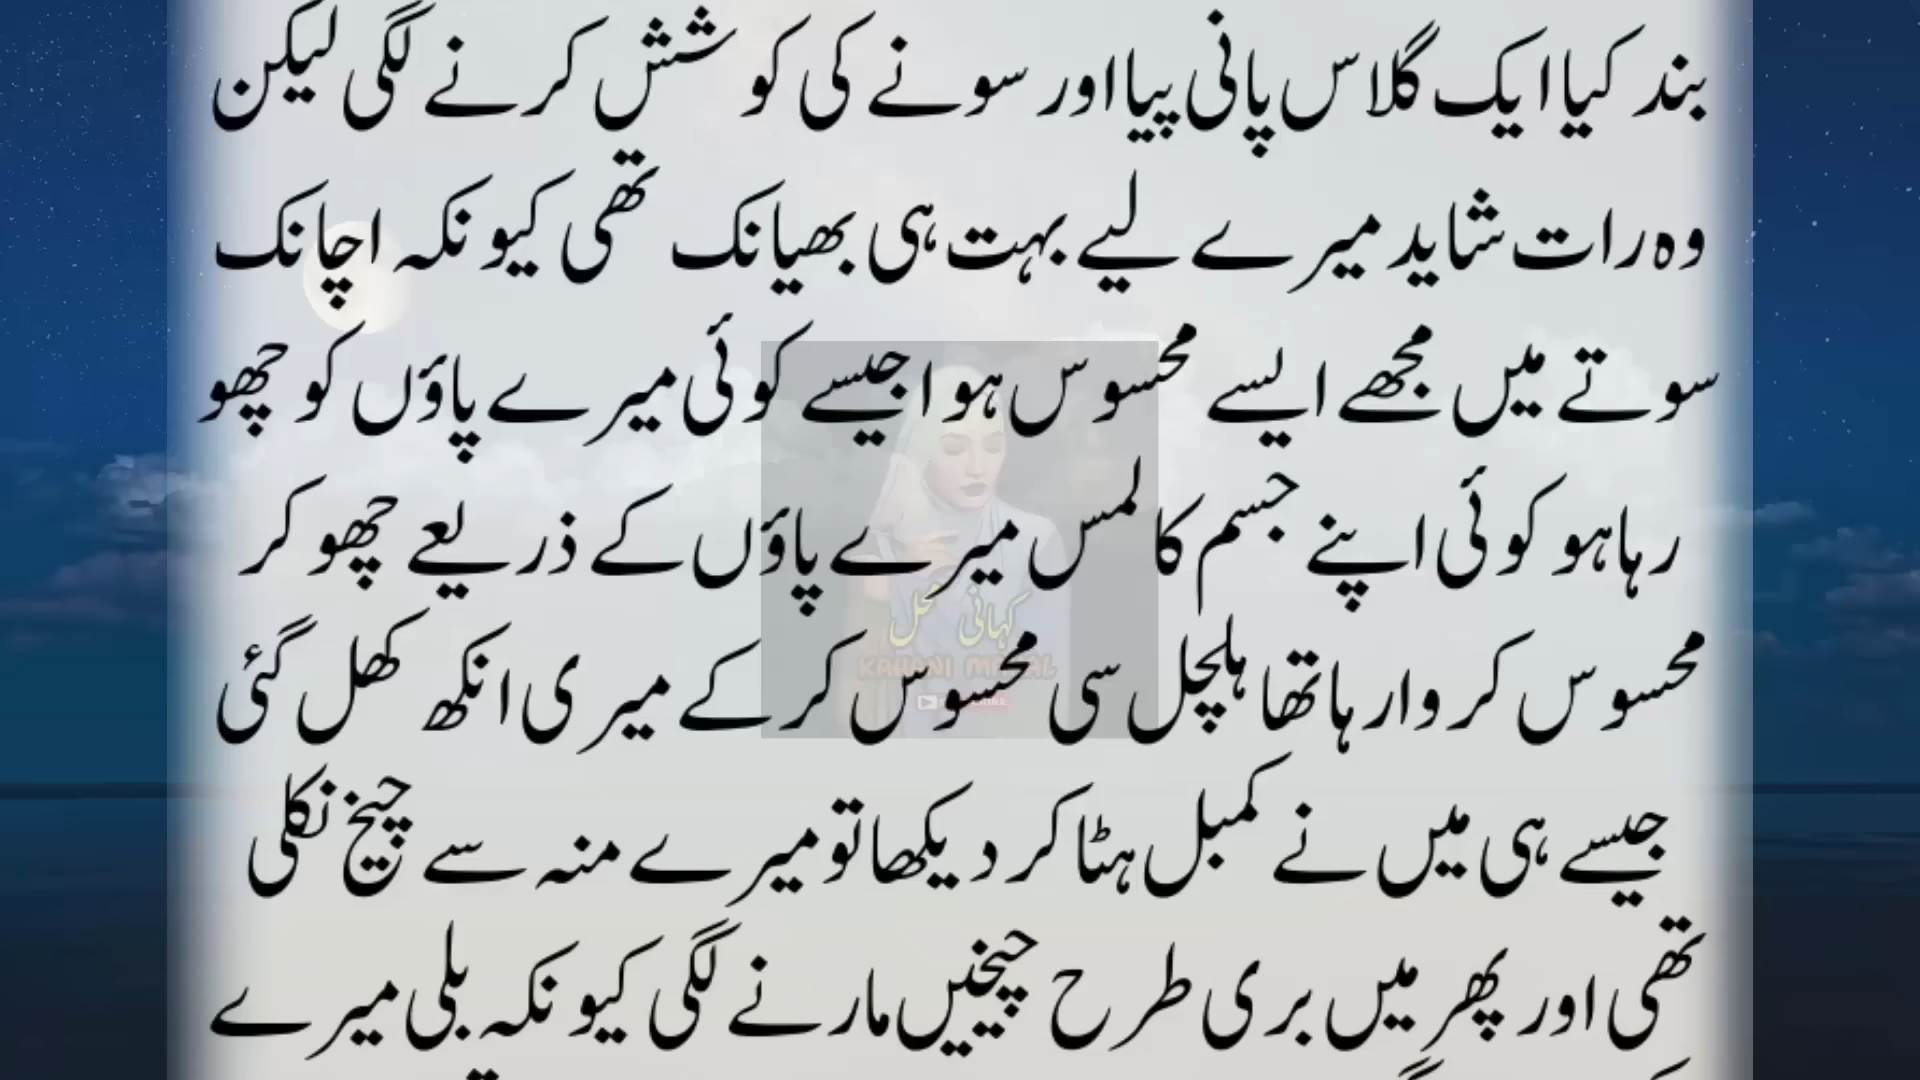 بند کیا ایک گلاس پانی پیا اور سونے کی کوشش کرنے لگی لیکن
وہ رات شاید میرے لیے بہت ہی بھیانک تھی کیونکہ اچانک
سوتے میں مجھے ایسے محسوس ہوا جیسے کوئی میرے پاؤں کو چھو
رہا ہو کوئی اپنے جسم کا لمس میرے پاؤں کے ذریعے چھو کر
محسوس کروا رہا تھا ہلچل سی محسوس کر کے میری انکھ کھل گئی
جیسے ہی میں نے کمبل ہٹا کر دیکھا تو میرے منہ سے چیخ نکلی
تھی اور پھر میں بری طرح چیخیں مارنے لگی کیونکہ بلی میرے
کہانی محل
KAHANI MAHAL